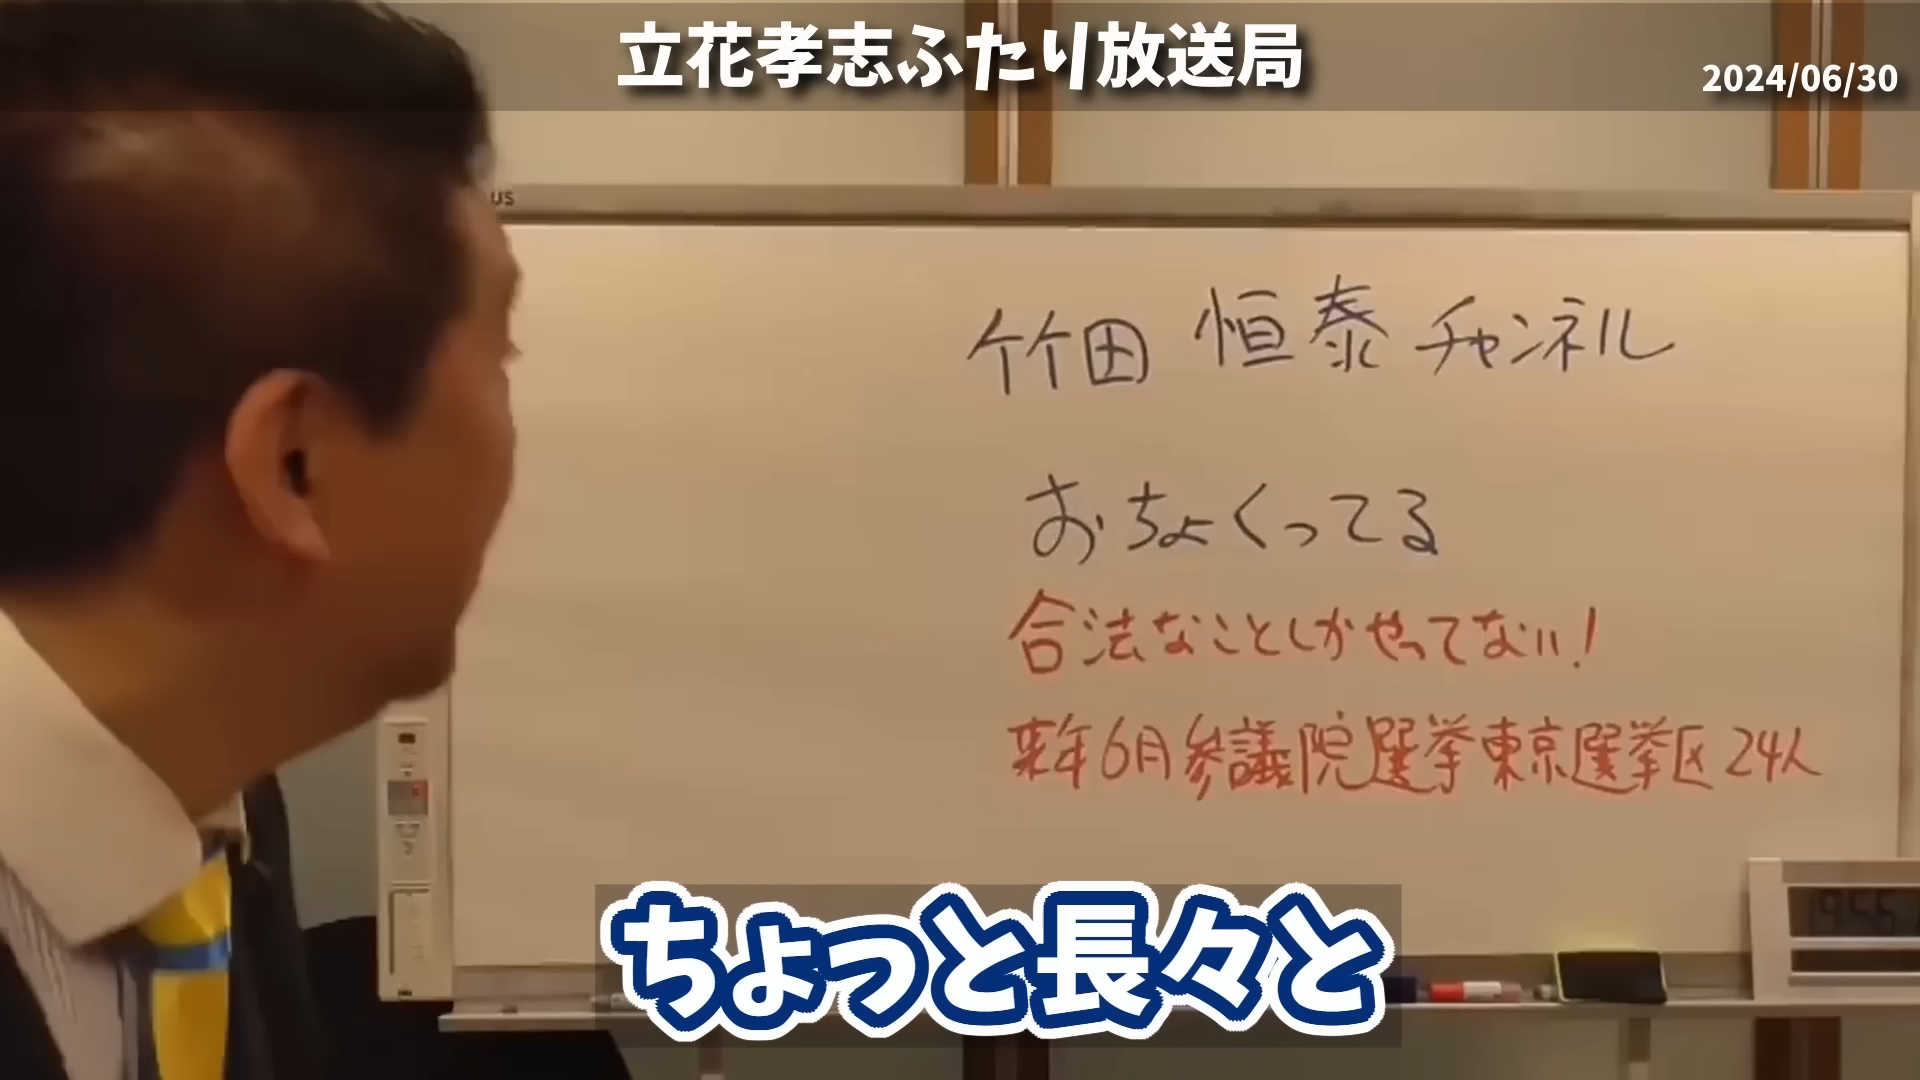 立花孝志ふたり放送局
2024/06/30
US
竹田 恒泰 チャンネル
おちょくってる
合法なことしかやってない!
来年6月参議院選挙東京選挙区24人
ちょっと長々と